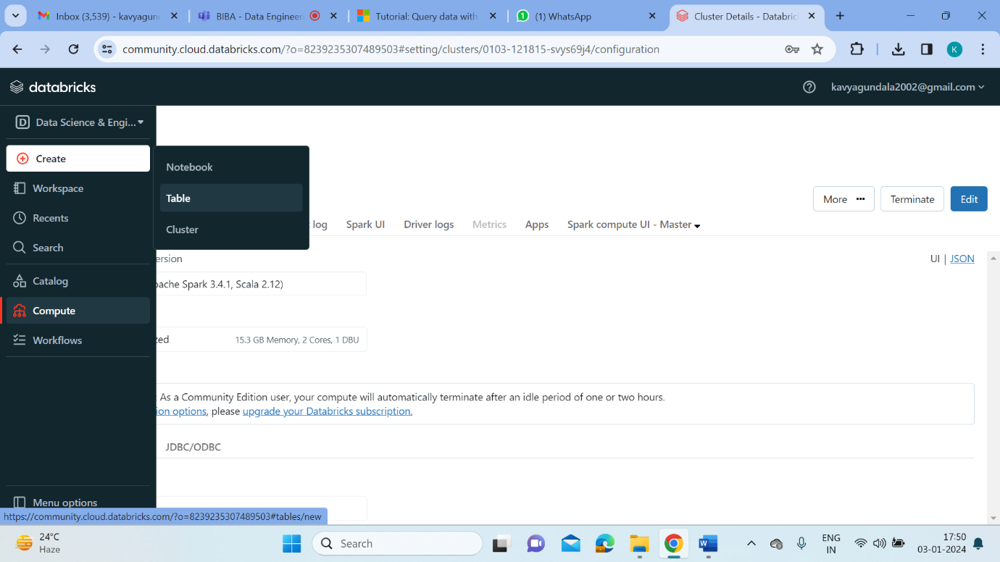 Inbox (3,539) - kavyagun
BIBA - Data Engineeri
Tutorial: Query data with
1
(1) WhatsApp
Cluster Details - Databric
community.cloud.databricks.com/?o=8239235307489503#setting/clusters/0103-121815-svys69j4/configuration
K
databricks
kavyagundala2002@gmail.com
D Data Science & Engi...
Create
Workspace
Recents
Search
Catalog
Compute
Workflows
Menu options
Notebook
Table
Cluster
More
Terminate
Edit
log
Spark UI
Driver logs
Metrics
Apps
Spark compute UI - Master
ersion
UI | JSON
pache Spark 3.4.1, Scala 2.12)
zed
15.3 GB Memory, 2 Cores, 1 DBU
: As a Community Edition user, your compute will automatically terminate after an idle period of one or two hours.
ion options, please upgrade your Databricks subscription.
JDBC/ODBC
https://community.cloud.databricks.com/?o=8239235307489503#tables/new
24°C
Haze
Search
ENG
IN
17:50
03-01-2024